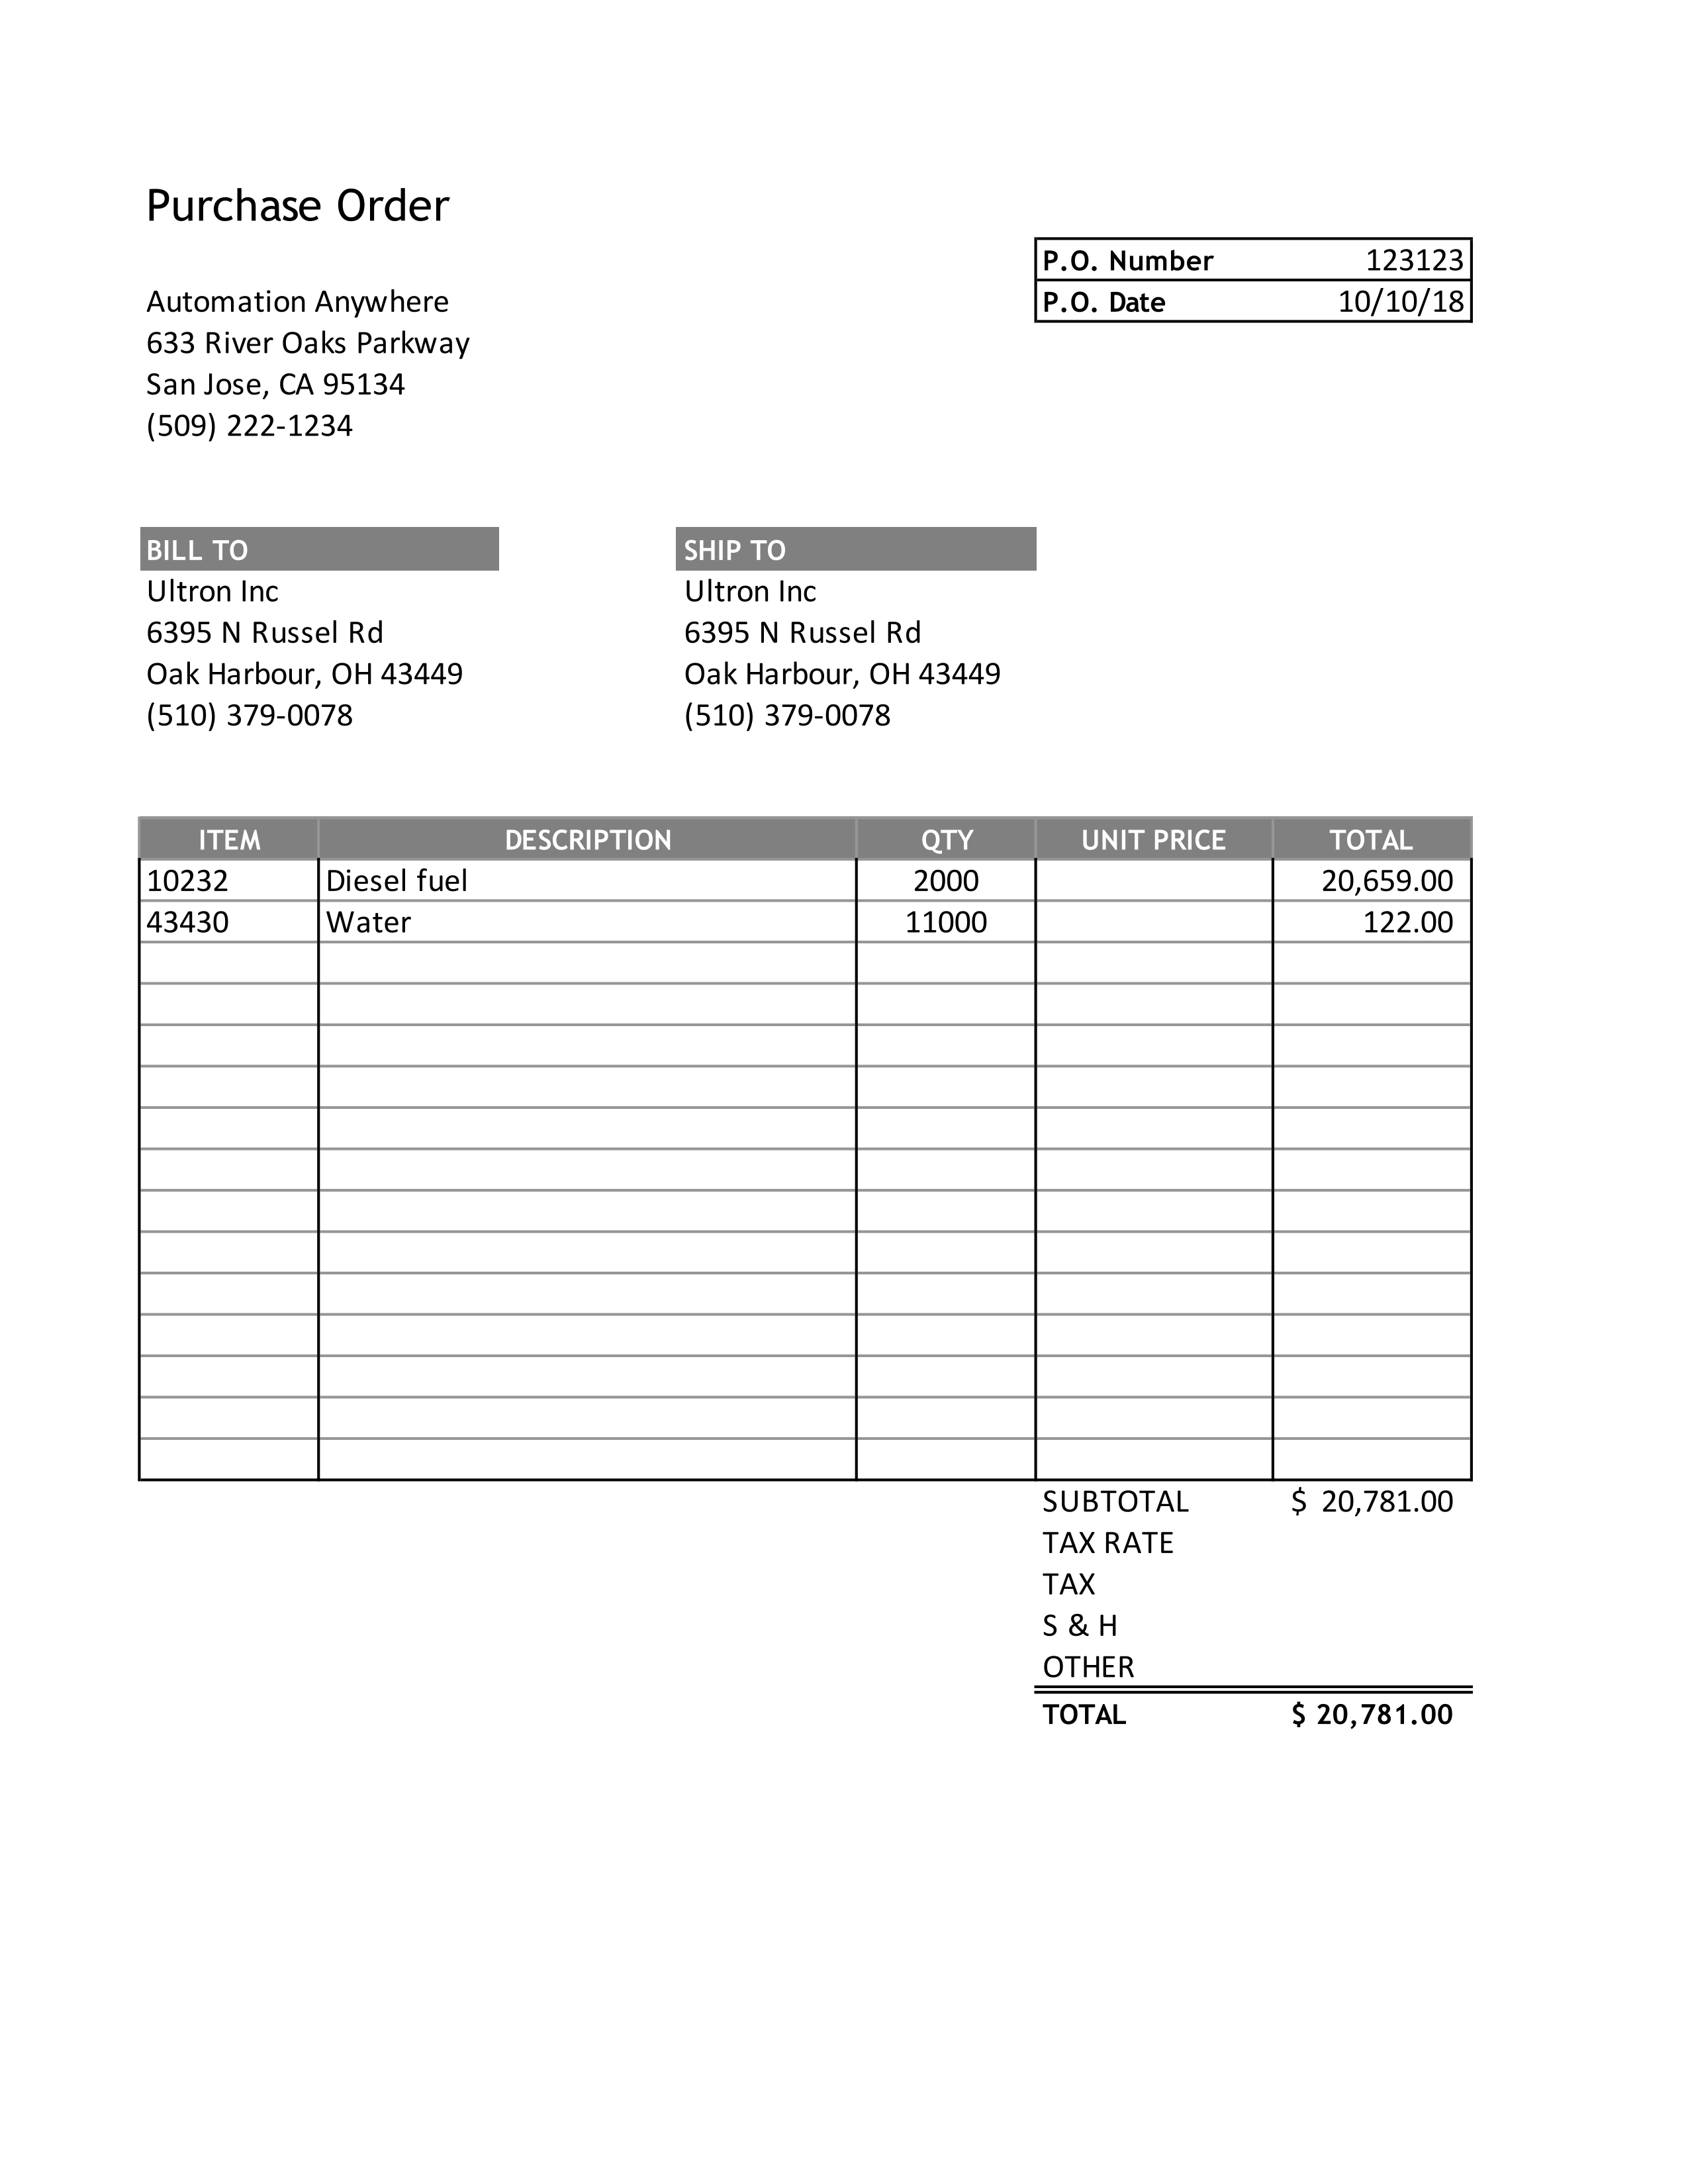 Purchase Order
P.O. Number 123123
P.O. Date 10/10/18
Automation Anywhere
633 River Oaks Parkway
San Jose, CA 95134
(509) 222-1234
BILL TO
Ultron Inc
6395 N Russel Rd
Oak Harbour, OH 43449
(510) 379-0078
SHIP TO
Ultron Inc
6395 N Russel Rd
Oak Harbour, OH 43449
(510) 379-0078
ITEM DESCRIPTION QTY UNIT PRICE TOTAL
10232 Diesel fuel 2000 20,659.00
43430 Water 11000 122.00
SUBTOTAL $ 20,781.00
TAX RATE
TAX
S & H
OTHER
TOTAL $ 20,781.00